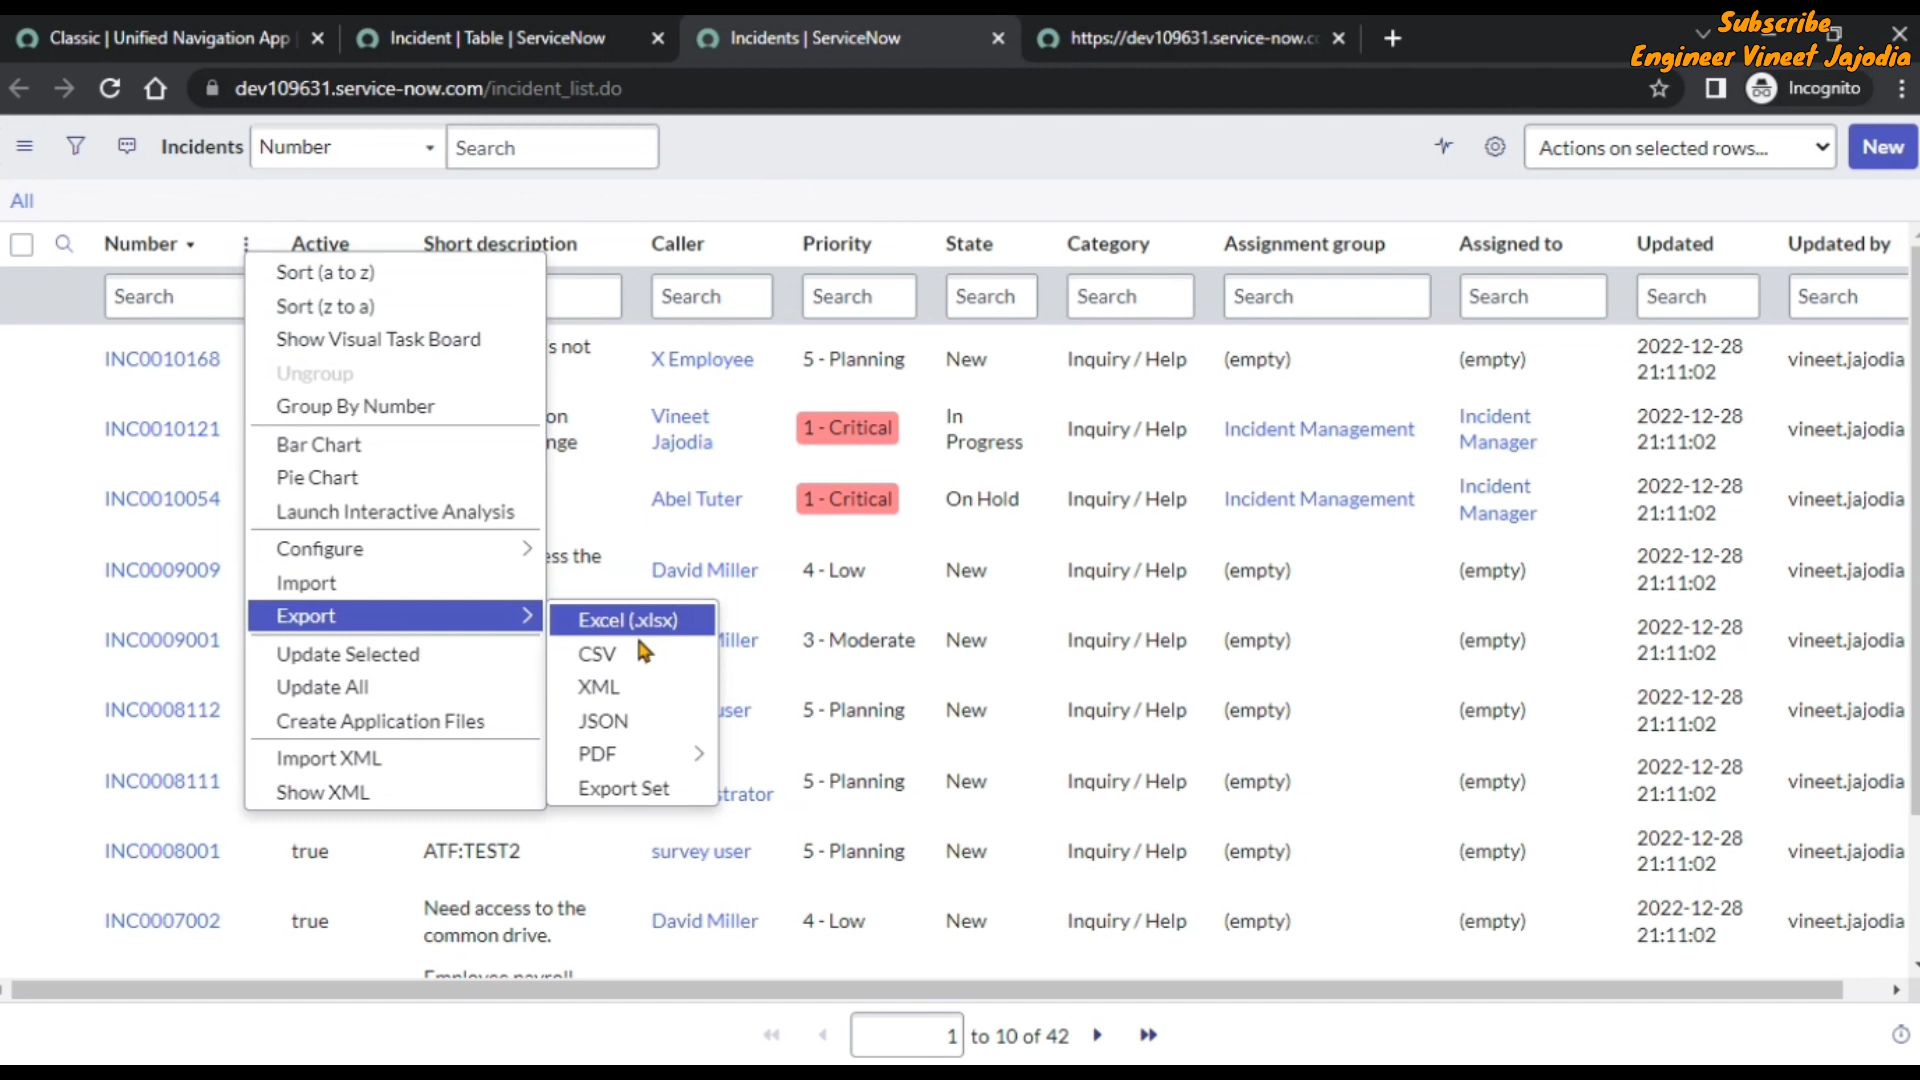 Subscribe
Engineer Vineet Jajodia
Classic | Unified Navigation App
Incident | Table | ServiceNow
Incidents | ServiceNow
https://dev109631.service-now.c
dev109631.service-now.com/incident_list.do
Incognito
Incidents
Number
Search
Actions on selected rows...
New
All
Number Active Short description Caller Priority State Category Assignment group Assigned to Updated Updated by
Search Search Search Search Search Search Search Search Search
Sort (a to z)
Sort (z to a)
Show Visual Task Board
Ungroup
Group By Number
Bar Chart
Pie Chart
Launch Interactive Analysis
Configure
Import
Export
Update Selected
Update All
Create Application Files
Import XML
Show XML
Excel (.xlsx)
CSV
XML
JSON
PDF
Export Set
INC0010168 s not X Employee 5 - Planning New Inquiry / Help (empty) (empty) 2022-12-28
21:11:02 vineet.jajodia
INC0010121 on
nge Vineet
Jajodia 1 - Critical In
Progress Inquiry / Help Incident Management Incident
Manager 2022-12-28
21:11:02 vineet.jajodia
INC0010054 Abel Tuter 1 - Critical On Hold Inquiry / Help Incident Management Incident
Manager 2022-12-28
21:11:02 vineet.jajodia
INC0009009 ess the David Miller 4 - Low New Inquiry / Help (empty) (empty) 2022-12-28
21:11:02 vineet.jajodia
INC0009001 iller 3 - Moderate New Inquiry / Help (empty) (empty) 2022-12-28
21:11:02 vineet.jajodia
INC0008112 user 5 - Planning New Inquiry / Help (empty) (empty) 2022-12-28
21:11:02 vineet.jajodia
INC0008111 strator 5 - Planning New Inquiry / Help (empty) (empty) 2022-12-28
21:11:02 vineet.jajodia
INC0008001 true ATF:TEST2 survey user 5 - Planning New Inquiry / Help (empty) (empty) 2022-12-28
21:11:02 vineet.jajodia
INC0007002 true Need access to the
common drive. David Miller 4 - Low New Inquiry / Help (empty) (empty) 2022-12-28
21:11:02 vineet.jajodia
Employee payroll
1 to 10 of 42